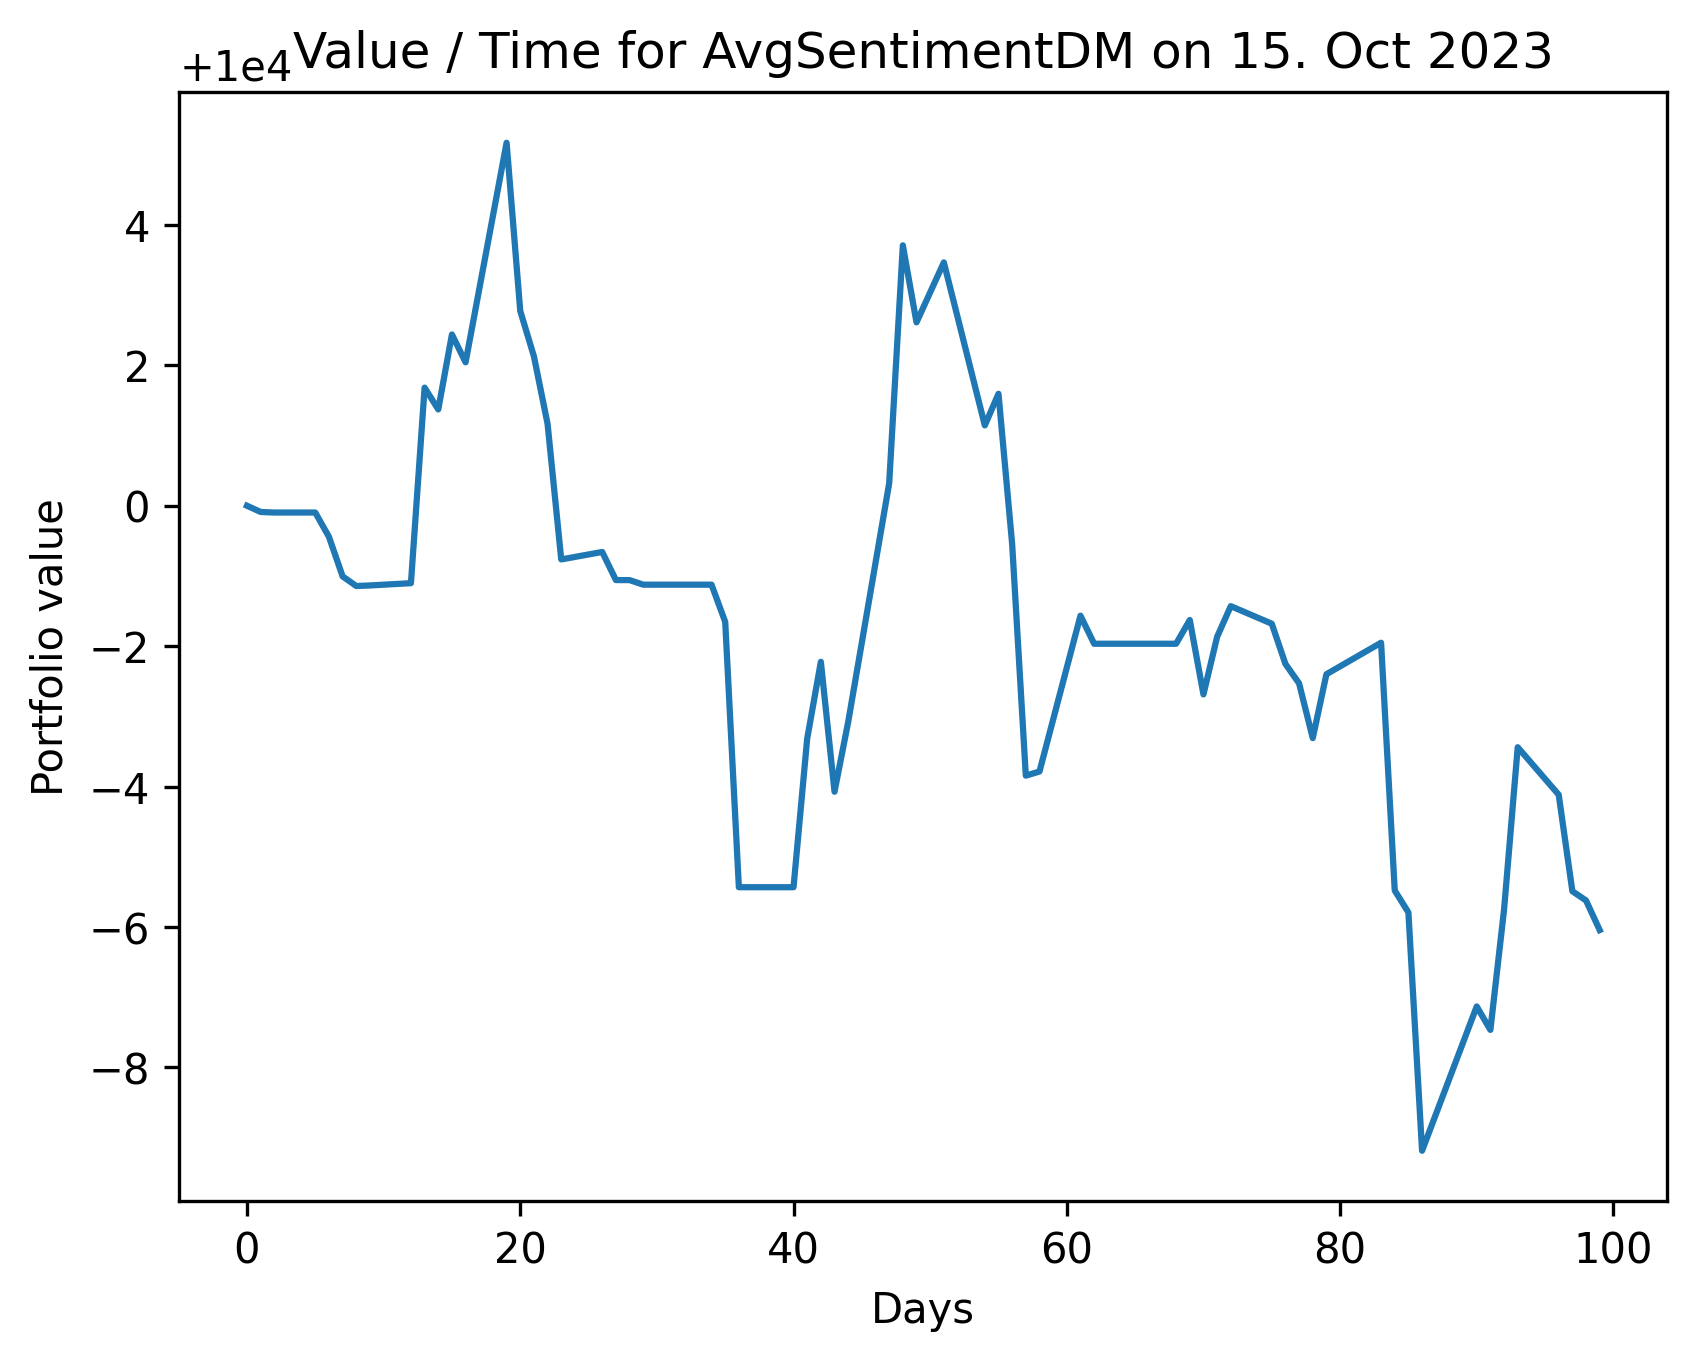 Value / Time for AvgSentimentDM on 15. Oct 2023
+1e4
4
2
0
−2
−4
−6
−8
Portfolio value
0 20 40 60 80 100
Days